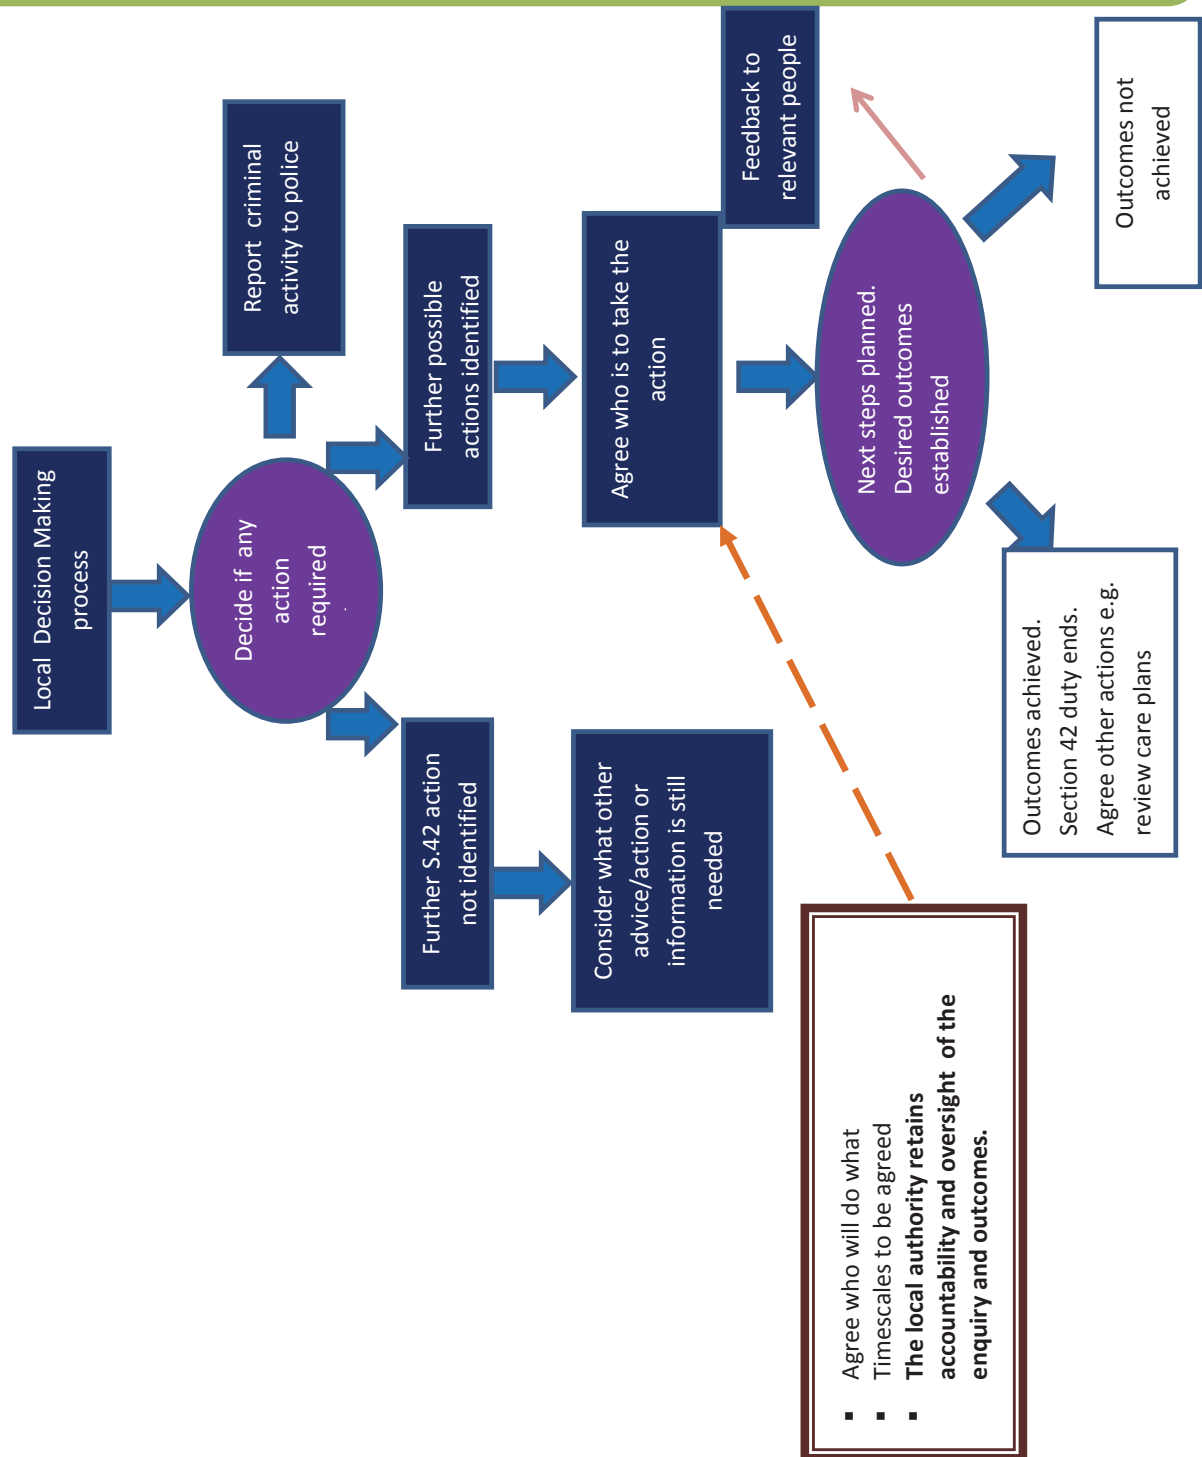 Local Decision Making
process
Decide if any
action
required
Report criminal
activity to police
Further S.42 action
not identified
Further possible
actions identified
Consider what other
advice/action or
information is still
needed
Agree who is to take the
action
Feedback to
relevant people
Next steps planned.
Desired outcomes
established
▪ Agree who will do what
▪ Timescales to be agreed
▪ The local authority retains
accountability and oversight of the
enquiry and outcomes.
Outcomes achieved.
Section 42 duty ends.
Agree other actions e.g.
review care plans
Outcomes not
achieved